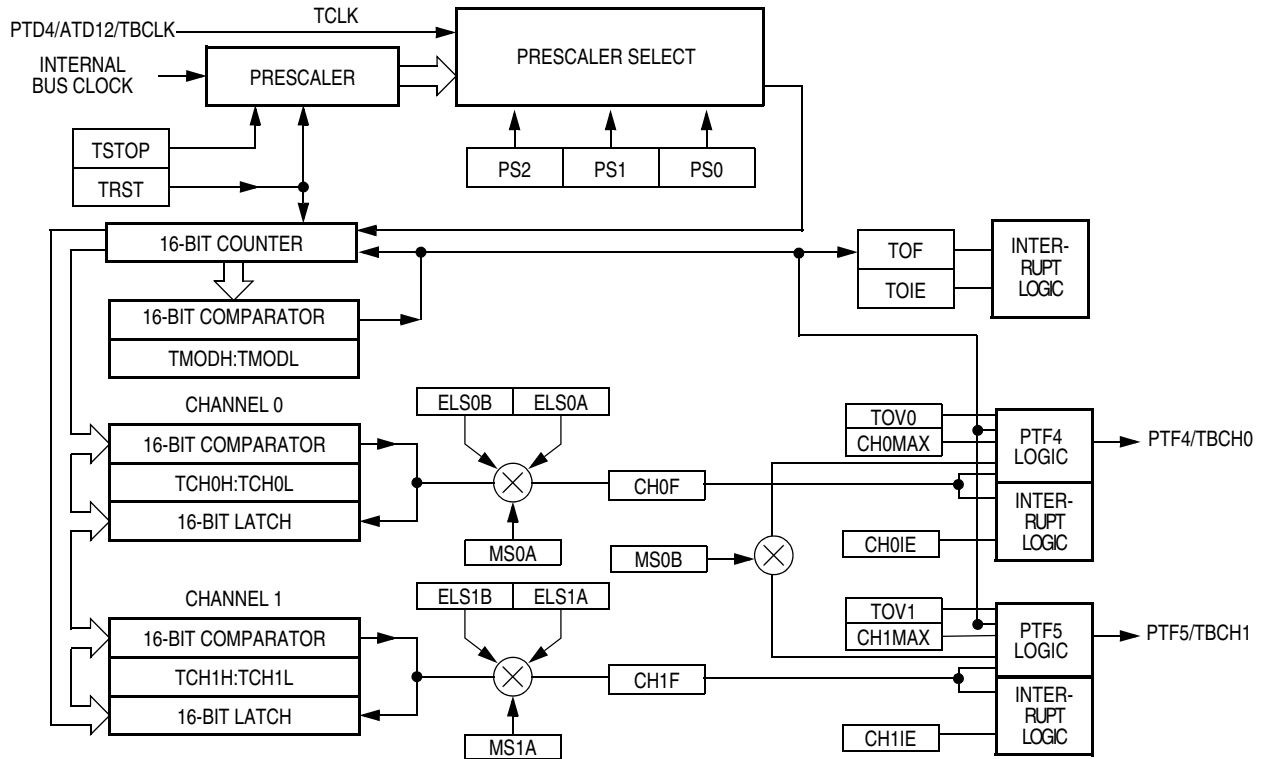 TCLK
PTD4/ATD12/TBCLK
PRESCALER SELECT
INTERNAL
BUS CLOCK
PRESCALER
TSTOP
TRST
PS2
PS1
PS0
16-BIT COUNTER
TOF
TOIE
INTER-
RUPT
LOGIC
16-BIT COMPARATOR
TMODH:TMODL
CHANNEL 0
ELS0B
ELS0A
16-BIT COMPARATOR
TCH0H:TCH0L
16-BIT LATCH
MS0A
CH0F
TOV0
CH0MAX
PTF4
LOGIC
PTF4/TBCH0
INTER-
RUPT
LOGIC
CH0IE
MS0B
CHANNEL 1
ELS1B
ELS1A
16-BIT COMPARATOR
TCH1H:TCH1L
16-BIT LATCH
MS1A
CH1F
TOV1
CH1MAX
PTF5
LOGIC
PTF5/TBCH1
INTER-
RUPT
LOGIC
CH1IE